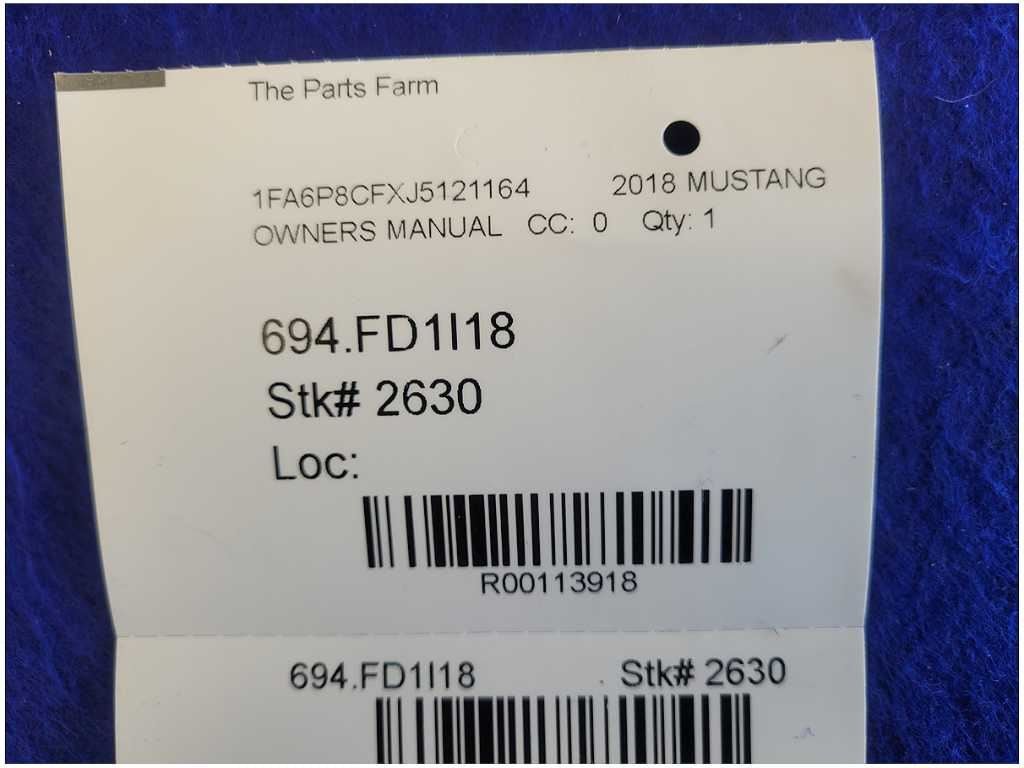 The Parts Farm
1FA6P8CFXJ5121164 2018 MUSTANG
OWNERS MANUAL CC: 0 Qty: 1
694.FD1I18
Stk# 2630
Loc:
R00113918
694.FD1I18 Stk# 2630